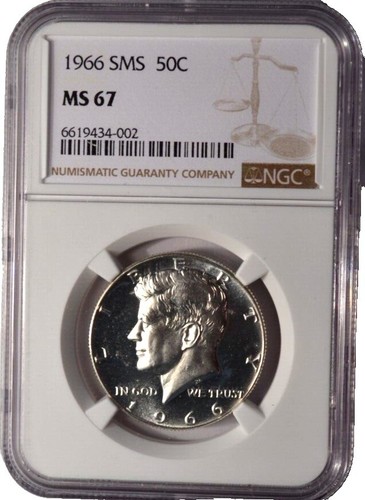 1966 SMS 50C
MS 67
6619434-002
NUMISMATIC GUARANTY COMPANY NGC®
LIBERTY
IN GOD WE TRUST
1966